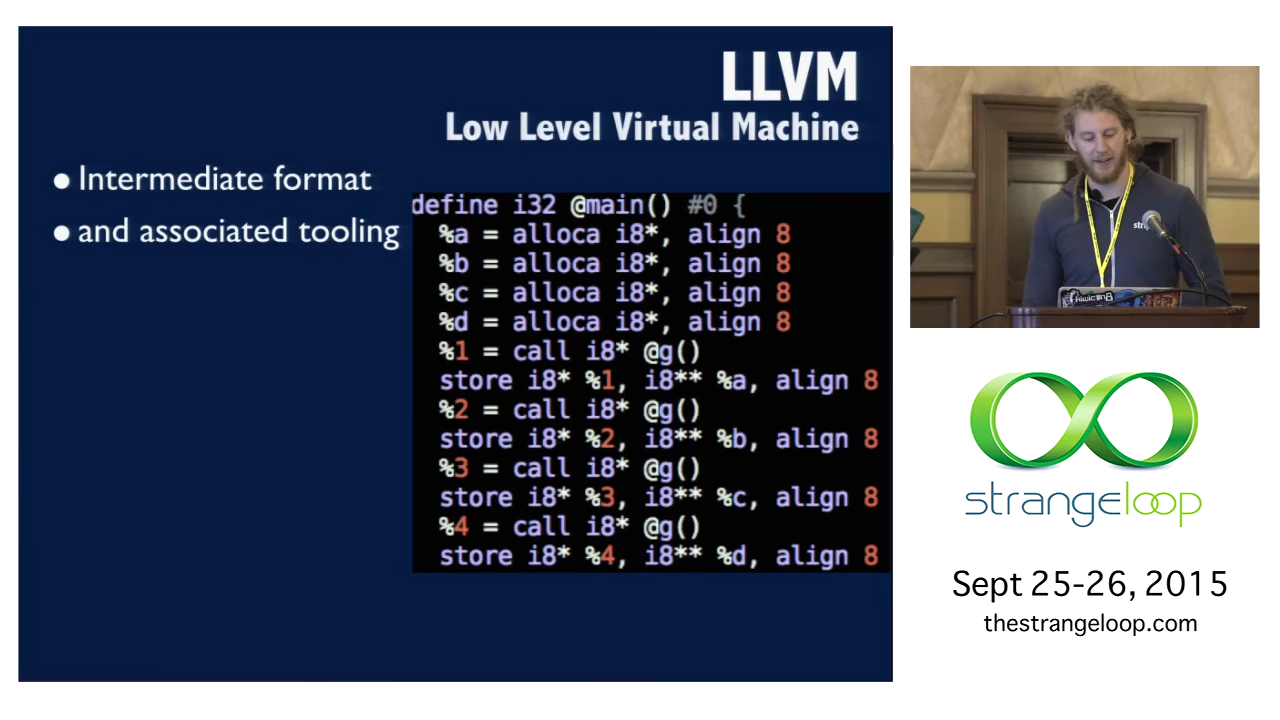 LLVM
Low Level Virtual Machine
● Intermediate format
● and associated tooling
define i32 @main() #0 {
%a = alloca i8*, align 8
%b = alloca i8*, align 8
%c = alloca i8*, align 8
%d = alloca i8*, align 8
%1 = call i8* @g()
store i8* %1, i8** %a, align 8
%2 = call i8* @g()
store i8* %2, i8** %b, align 8
%3 = call i8* @g()
store i8* %3, i8** %c, align 8
%4 = call i8* @g()
store i8* %4, i8** %d, align 8
kiwicon8
strangeloop
Sept 25-26, 2015
thestrangeloop.com